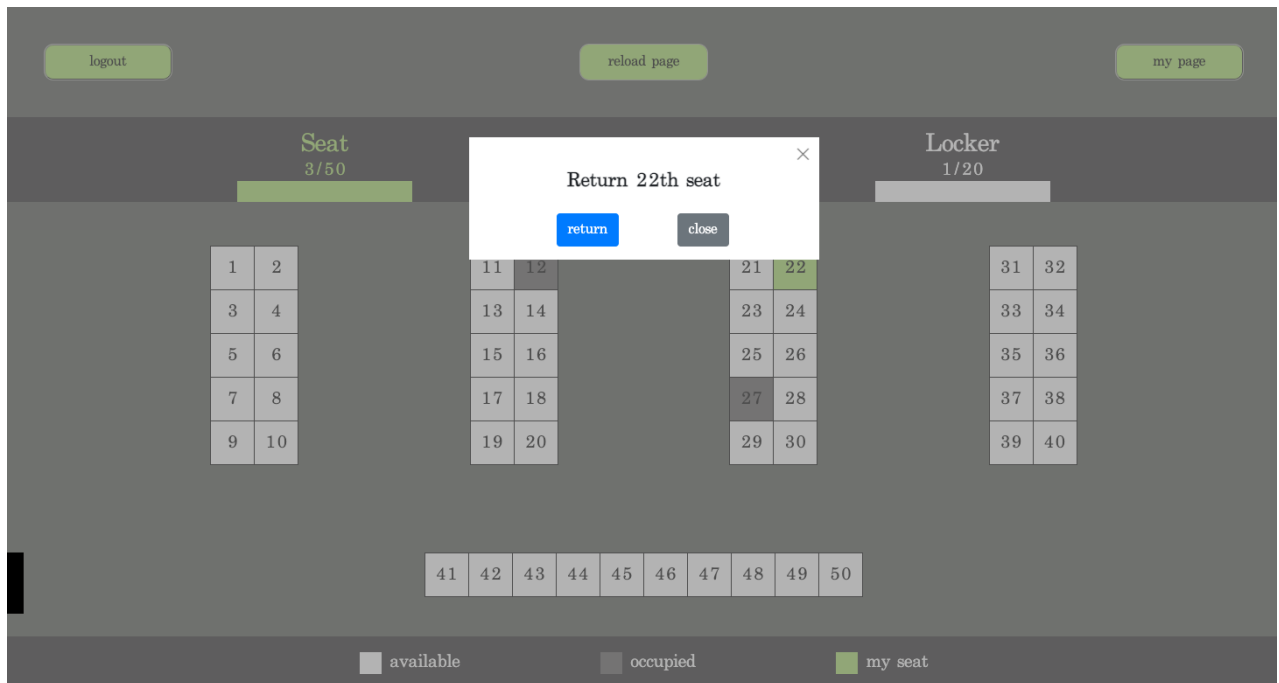 logout reload page my page
Seat
3/50
Locker
1/20
×
Return 22th seat
return close
1 2 11 12 21 22 31 32
3 4 13 14 23 24 33 34
5 6 15 16 25 26 35 36
7 8 17 18 27 28 37 38
9 10 19 20 29 30 39 40
41 42 43 44 45 46 47 48 49 50
available occupied my seat